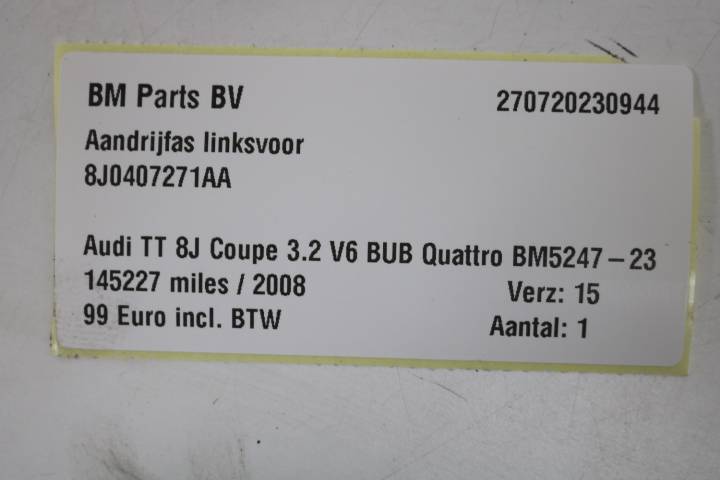 BM Parts BV 270720230944
Aandrijfas linksvoor
8J0407271AA
Audi TT 8J Coupe 3.2 V6 BUB Quattro BM5247-23
145227 miles / 2008 Verz: 15
99 Euro incl. BTW Aantal: 1